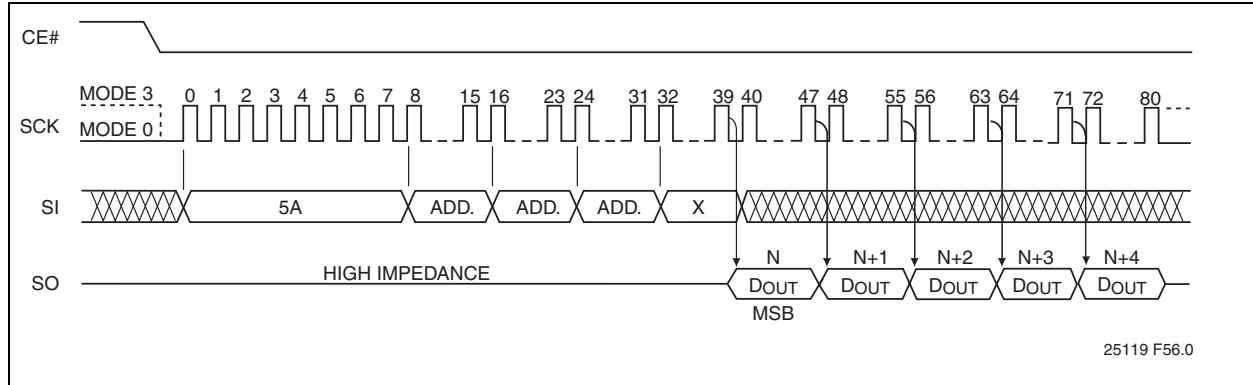 CE#
MODE 3
0 1 2 3 4 5 6 7 8 15 16 23 24 31 32 39 40 47 48 55 56 63 64 71 72 80
SCK
MODE 0
SI
5A ADD. ADD. ADD. X
N N+1 N+2 N+3 N+4
HIGH IMPEDANCE
SO
DOUT DOUT DOUT DOUT DOUT
MSB
25119 F56.0